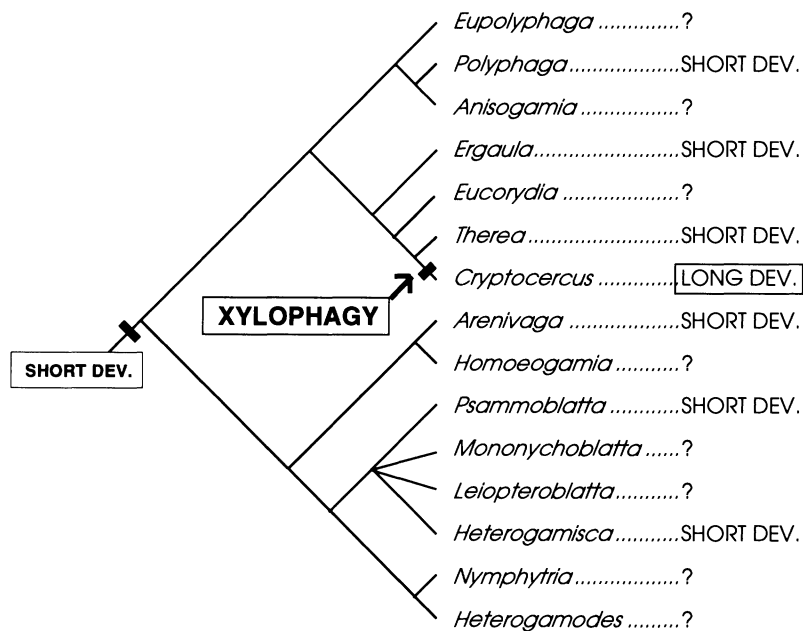 Eupolyphaga ..............?
Polyphaga....................SHORT DEV.
Anisogamia ..................?
Ergaula..........................SHORT DEV.
Eucorydia .....................?
Therea...........................SHORT DEV.
Cryptocercus ..............LONG DEV.
XYLOPHAGY
Arenivaga ....................SHORT DEV.
Homoeogamia ...........?
SHORT DEV.
Psammoblatta............SHORT DEV.
Mononychoblatta ......?
Leiopteroblatta...........?
Heterogamisca...........SHORT DEV.
Nymphytria ..................?
Heterogamodes .........?